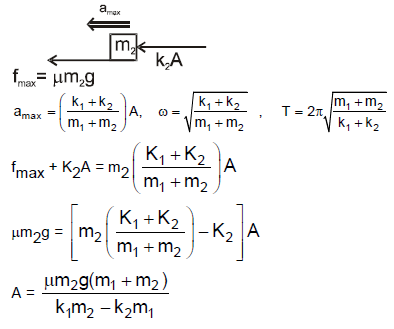 a_max
m₂
k₂A
f_max = μm₂g
a_max = ((k₁ + k₂)/(m₁ + m₂))A, ω = √((k₁ + k₂)/(m₁ + m₂)) , T = 2π√((m₁ + m₂)/(k₁ + k₂))
f_max + K₂A = m₂((K₁ + K₂)/(m₁ + m₂))A
μm₂g = [m₂((K₁ + K₂)/(m₁ + m₂)) − K₂]A
A = μm₂g(m₁ + m₂)/(k₁m₂ − k₂m₁)